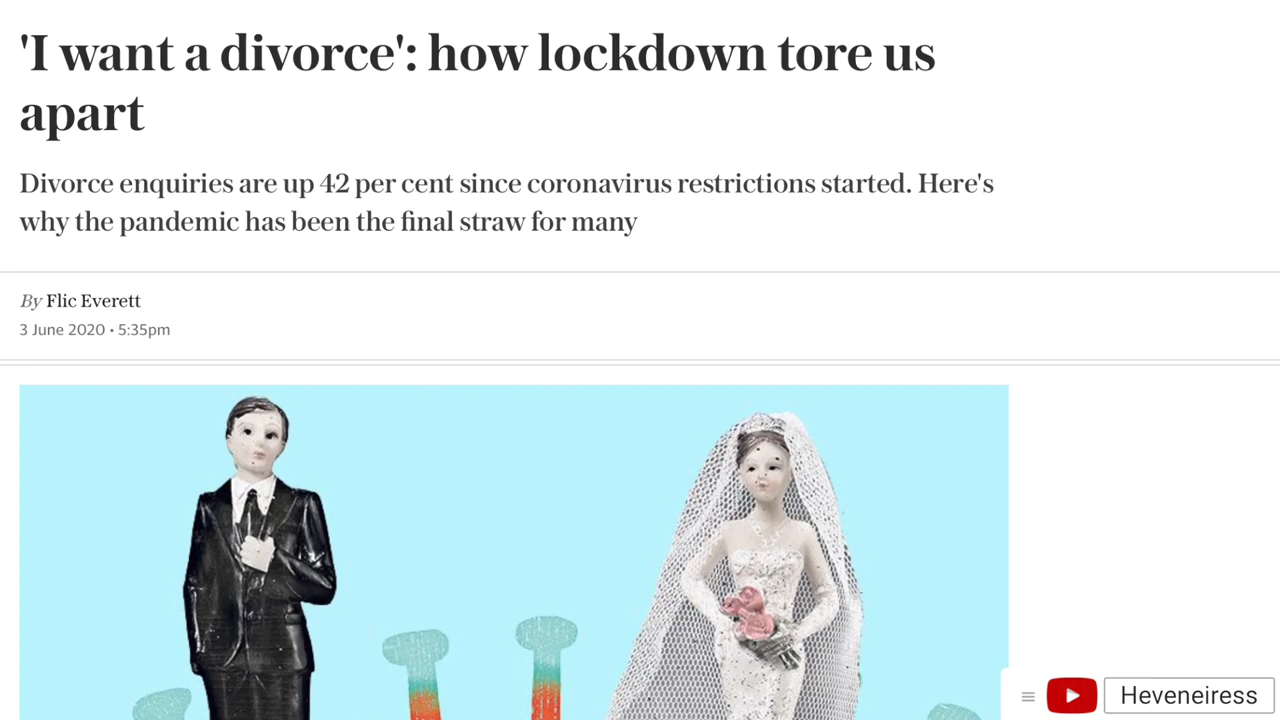 'I want a divorce': how lockdown tore us
apart
Divorce enquiries are up 42 per cent since coronavirus restrictions started. Here's
why the pandemic has been the final straw for many
By Flic Everett
3 June 2020 • 5:35pm
Heveneiress